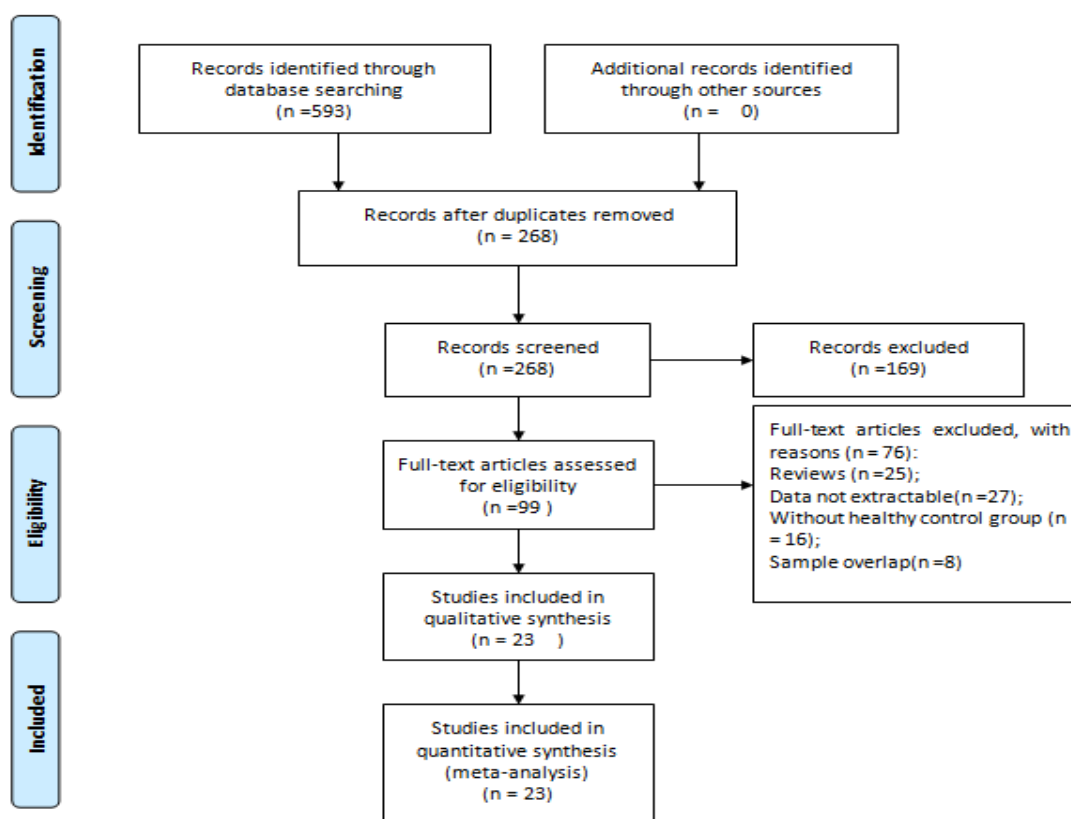 Identification
Records identified through
database searching
(n =593)
Additional records identified
through other sources
(n = 0)
Records after duplicates removed
(n = 268)
Screening
Records screened
(n =268)
Records excluded
(n =169)
Eligibility
Full-text articles assessed
for eligibility
(n =99 )
Full-text articles excluded, with
reasons (n = 76):
Reviews (n =25);
Data not extractable(n =27);
Without healthy control group (n
= 16);
Sample overlap(n =8)
Studies included in
qualitative synthesis
(n = 23 )
Included
Studies included in
quantitative synthesis
(meta-analysis)
(n = 23)